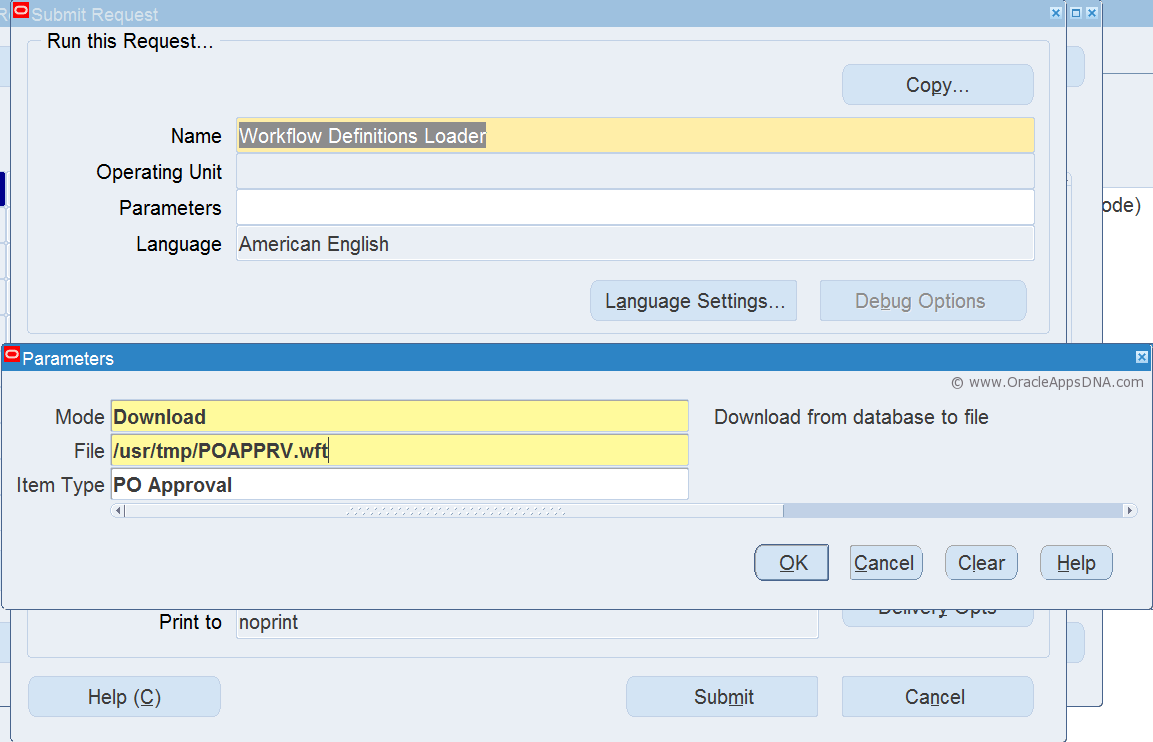 Submit Request
Run this Request...
Copy...
Name Workflow Definitions Loader
Operating Unit
Parameters
Language American English
ode)
Language Settings... Debug Options
Parameters
© www.OracleAppsDNA.com
Mode Download Download from database to file
File /usr/tmp/POAPPRV.wft
Item Type PO Approval
OK Cancel Clear Help
Delivery Opts
Print to noprint
Help (C) Submit Cancel